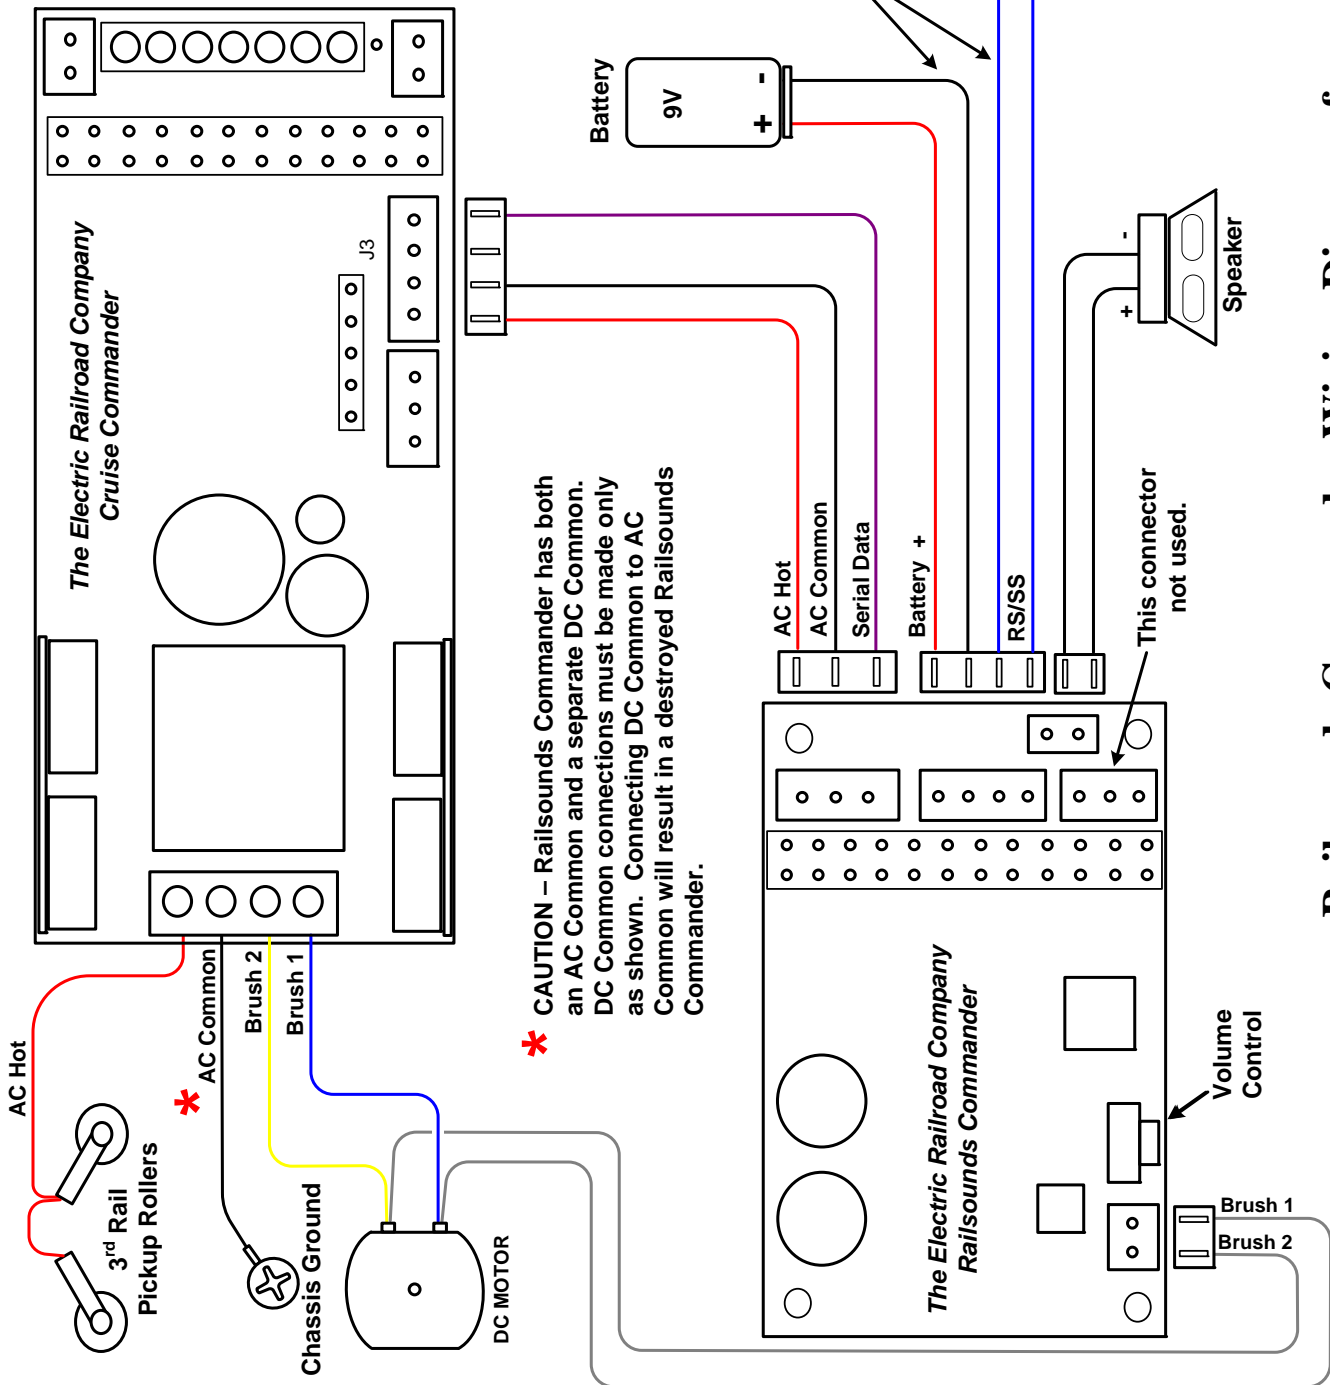 The Electric Railroad Company
Cruise Commander
J3
AC Hot
AC Common
Brush 2
Brush 1
*
3rd Rail
Pickup Rollers
Chassis Ground
DC MOTOR
* CAUTION – Railsounds Commander has both
an AC Common and a separate DC Common.
DC Common connections must be made only
as shown. Connecting DC Common to AC
Common will result in a destroyed Railsounds
Commander.
Battery
9V
+
-
AC Hot
AC Common
Serial Data
Battery +
RS/SS
+
-
Speaker
This connector
not used.
The Electric Railroad Company
Railsounds Commander
Volume
Control
Brush 1
Brush 2